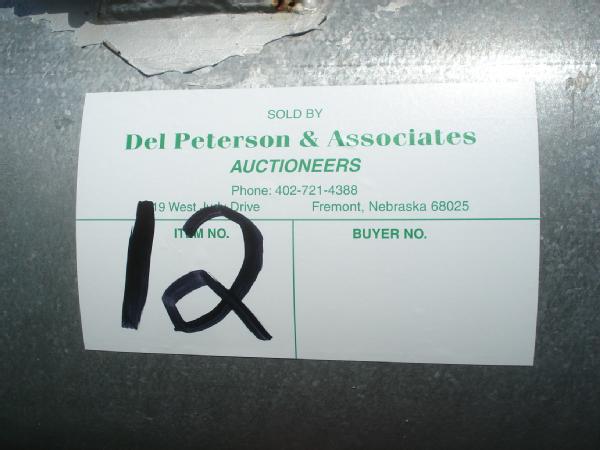 SOLD BY
Del Peterson & Associates
AUCTIONEERS
Phone: 402-721-4388
West Judy Drive Fremont, Nebraska 68025
ITEM NO. BUYER NO.
12